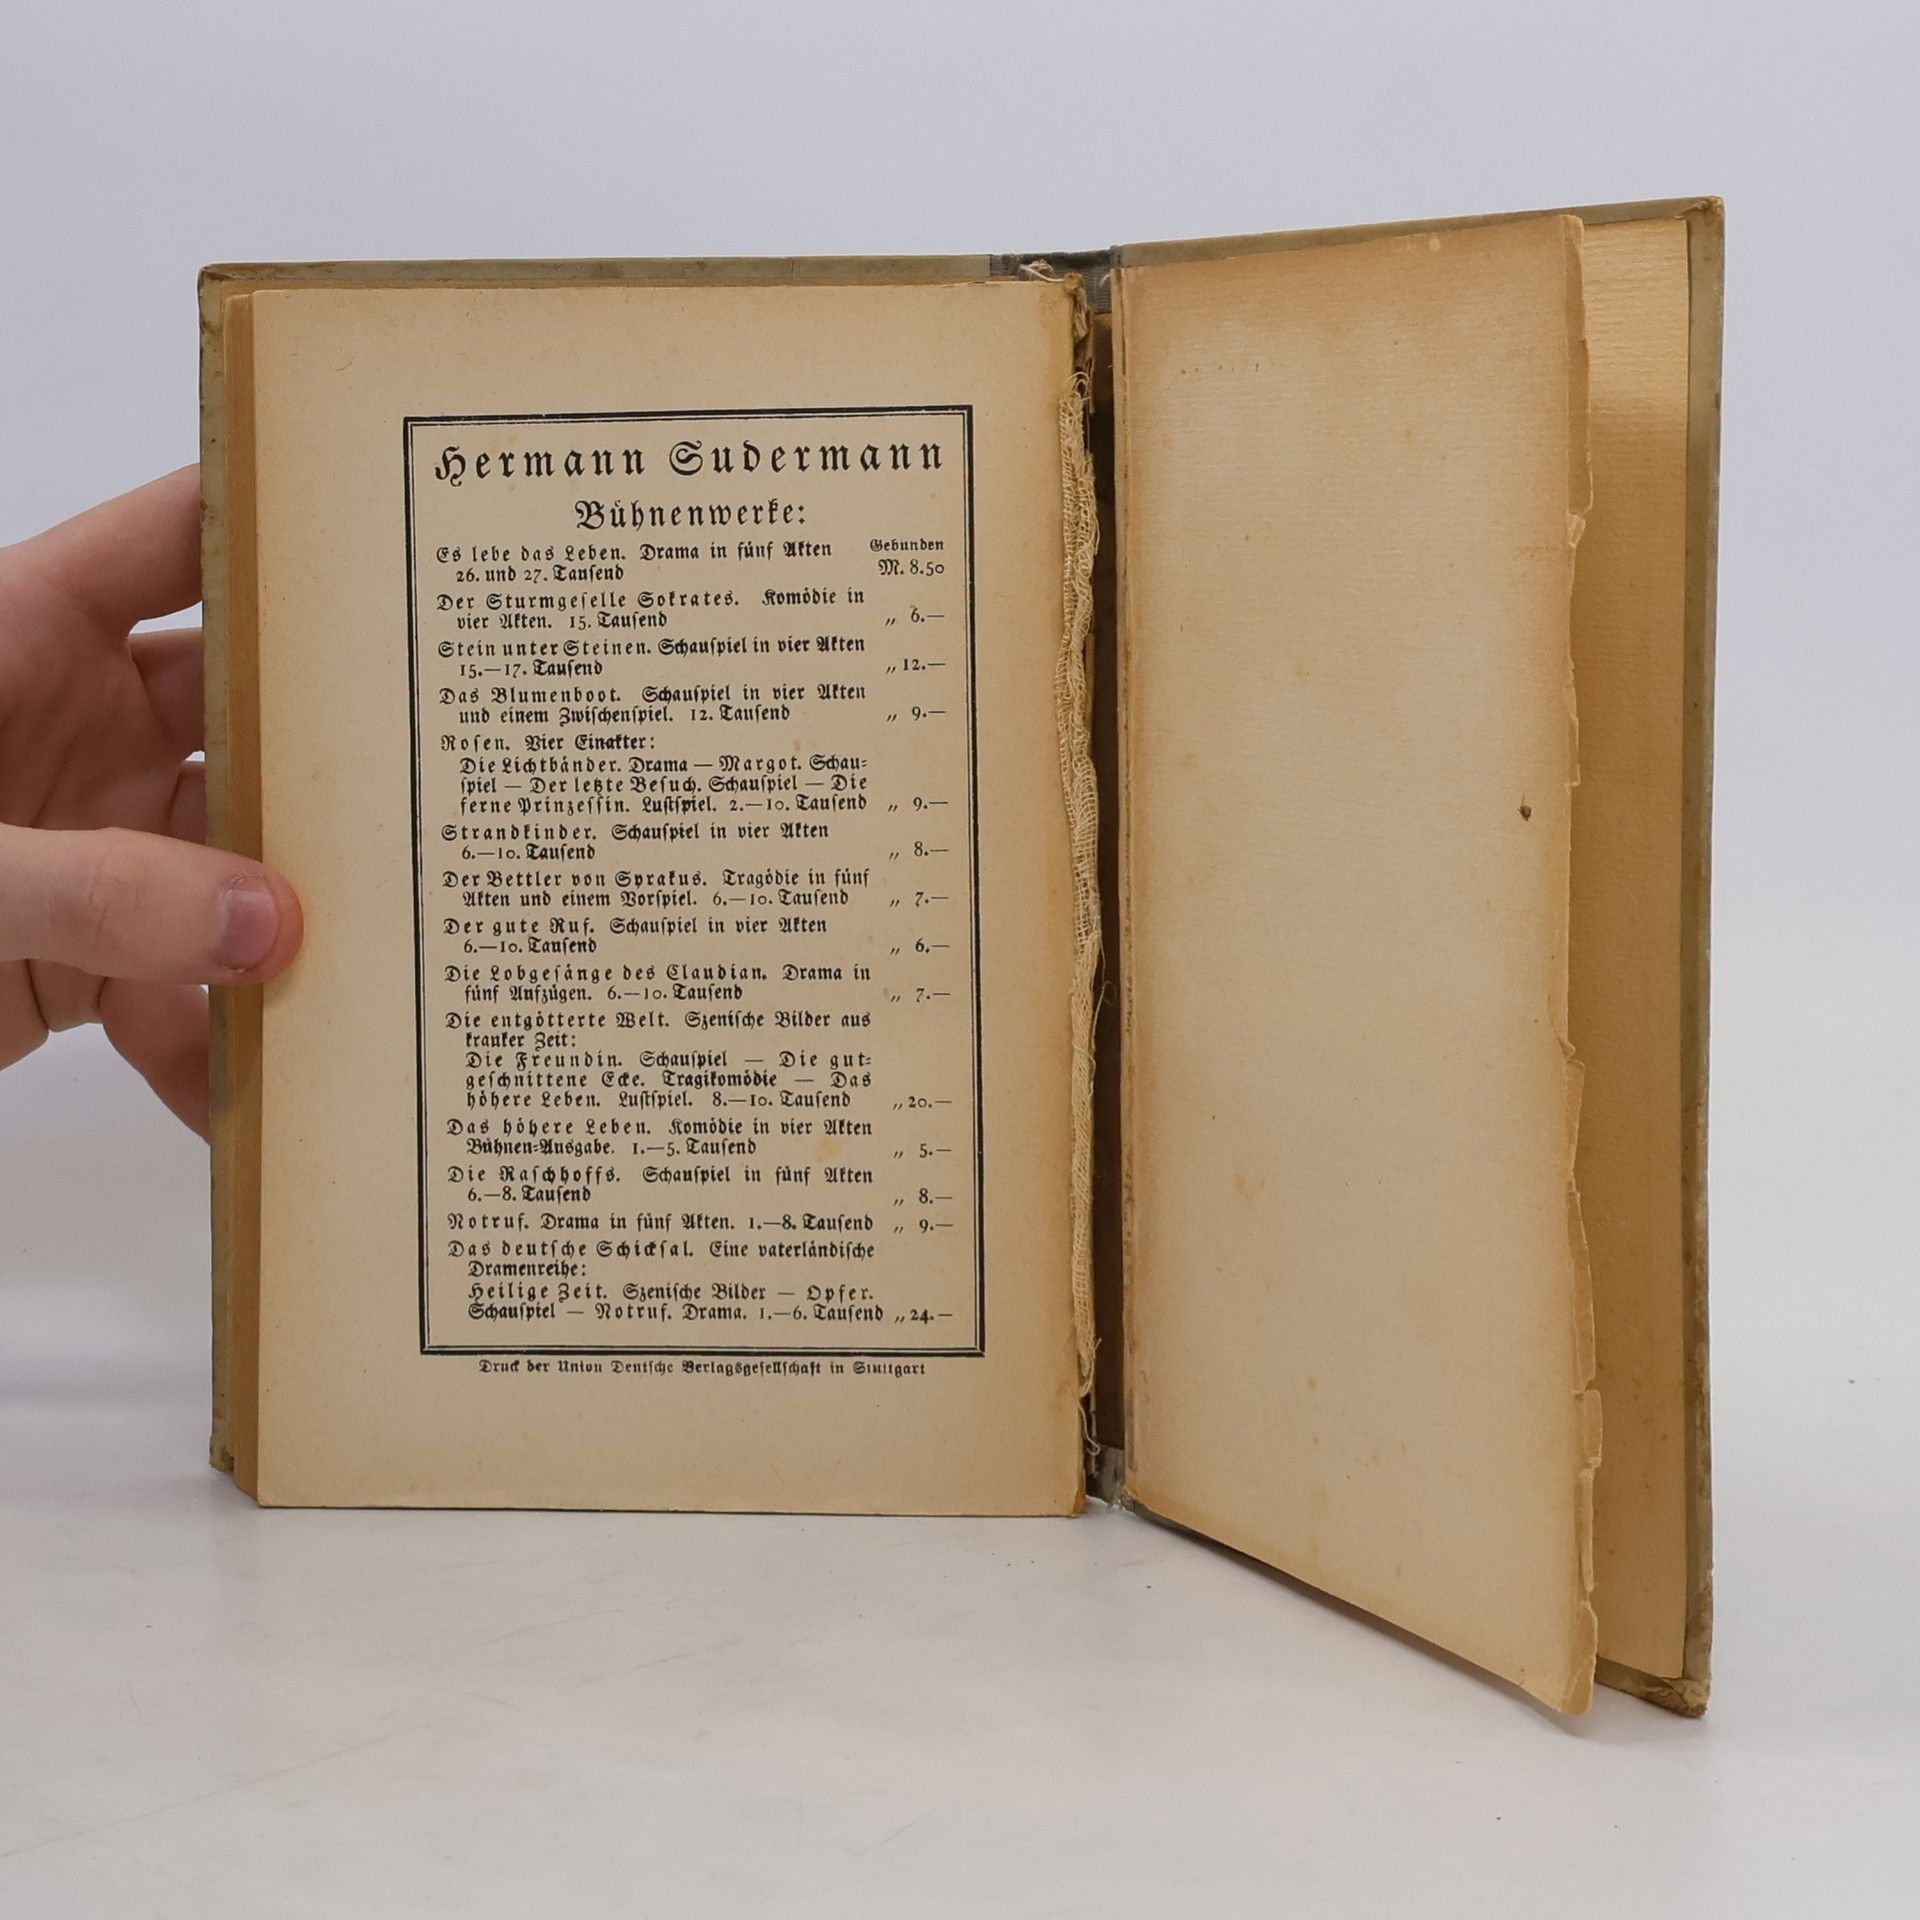 Hermann Sudermann
Bühnenwerke:
Es lebe das Leben. Drama in fünf Akten Gebunden
26. und 27. Tausend M. 8.50
Der Sturmgeselle Sokrates. Komödie in
vier Akten. 15. Tausend „ 6.—
Stein unter Steinen. Schauspiel in vier Akten
15.—17. Tausend „ 12.—
Das Blumenboot. Schauspiel in vier Akten
und einem Zwischenspiel. 12. Tausend „ 9.—
Rosen. Vier Einakter:
Die Lichtbänder. Drama — Margot. Schau-
spiel — Der letzte Besuch. Schauspiel — Die
ferne Prinzessin. Lustspiel. 2.—10. Tausend „ 9.—
Strandkinder. Schauspiel in vier Akten
6.—10. Tausend „ 8.—
Der Bettler von Syrakus. Tragödie in fünf
Akten und einem Vorspiel. 6.—10. Tausend „ 7.—
Der gute Ruf. Schauspiel in vier Akten
6.—10. Tausend „ 6.—
Die Lobgesänge des Claudian. Drama in
fünf Aufzügen. 6.—10. Tausend „ 7.—
Die entgötterte Welt. Szenische Bilder aus
kranker Zeit:
Die Freundin. Schauspiel — Die gut-
geschnittene Ecke. Tragikomödie — Das
höhere Leben. Lustspiel. 8.—10. Tausend „ 20.—
Das höhere Leben. Komödie in vier Akten
Bühnen-Ausgabe. 1.—5. Tausend „ 5.—
Die Raschhoffs. Schauspiel in fünf Akten
6.—8. Tausend „ 8.—
Notruf. Drama in fünf Akten. 1.—8. Tausend „ 9.—
Das deutsche Schicksal. Eine vaterländische
Dramenreihe:
Heilige Zeit. Szenische Bilder — Opfer.
Schauspiel — Notruf. Drama. 1.—6. Tausend „ 24.—
Druck der Union Deutsche Verlagsgesellschaft in Stuttgart